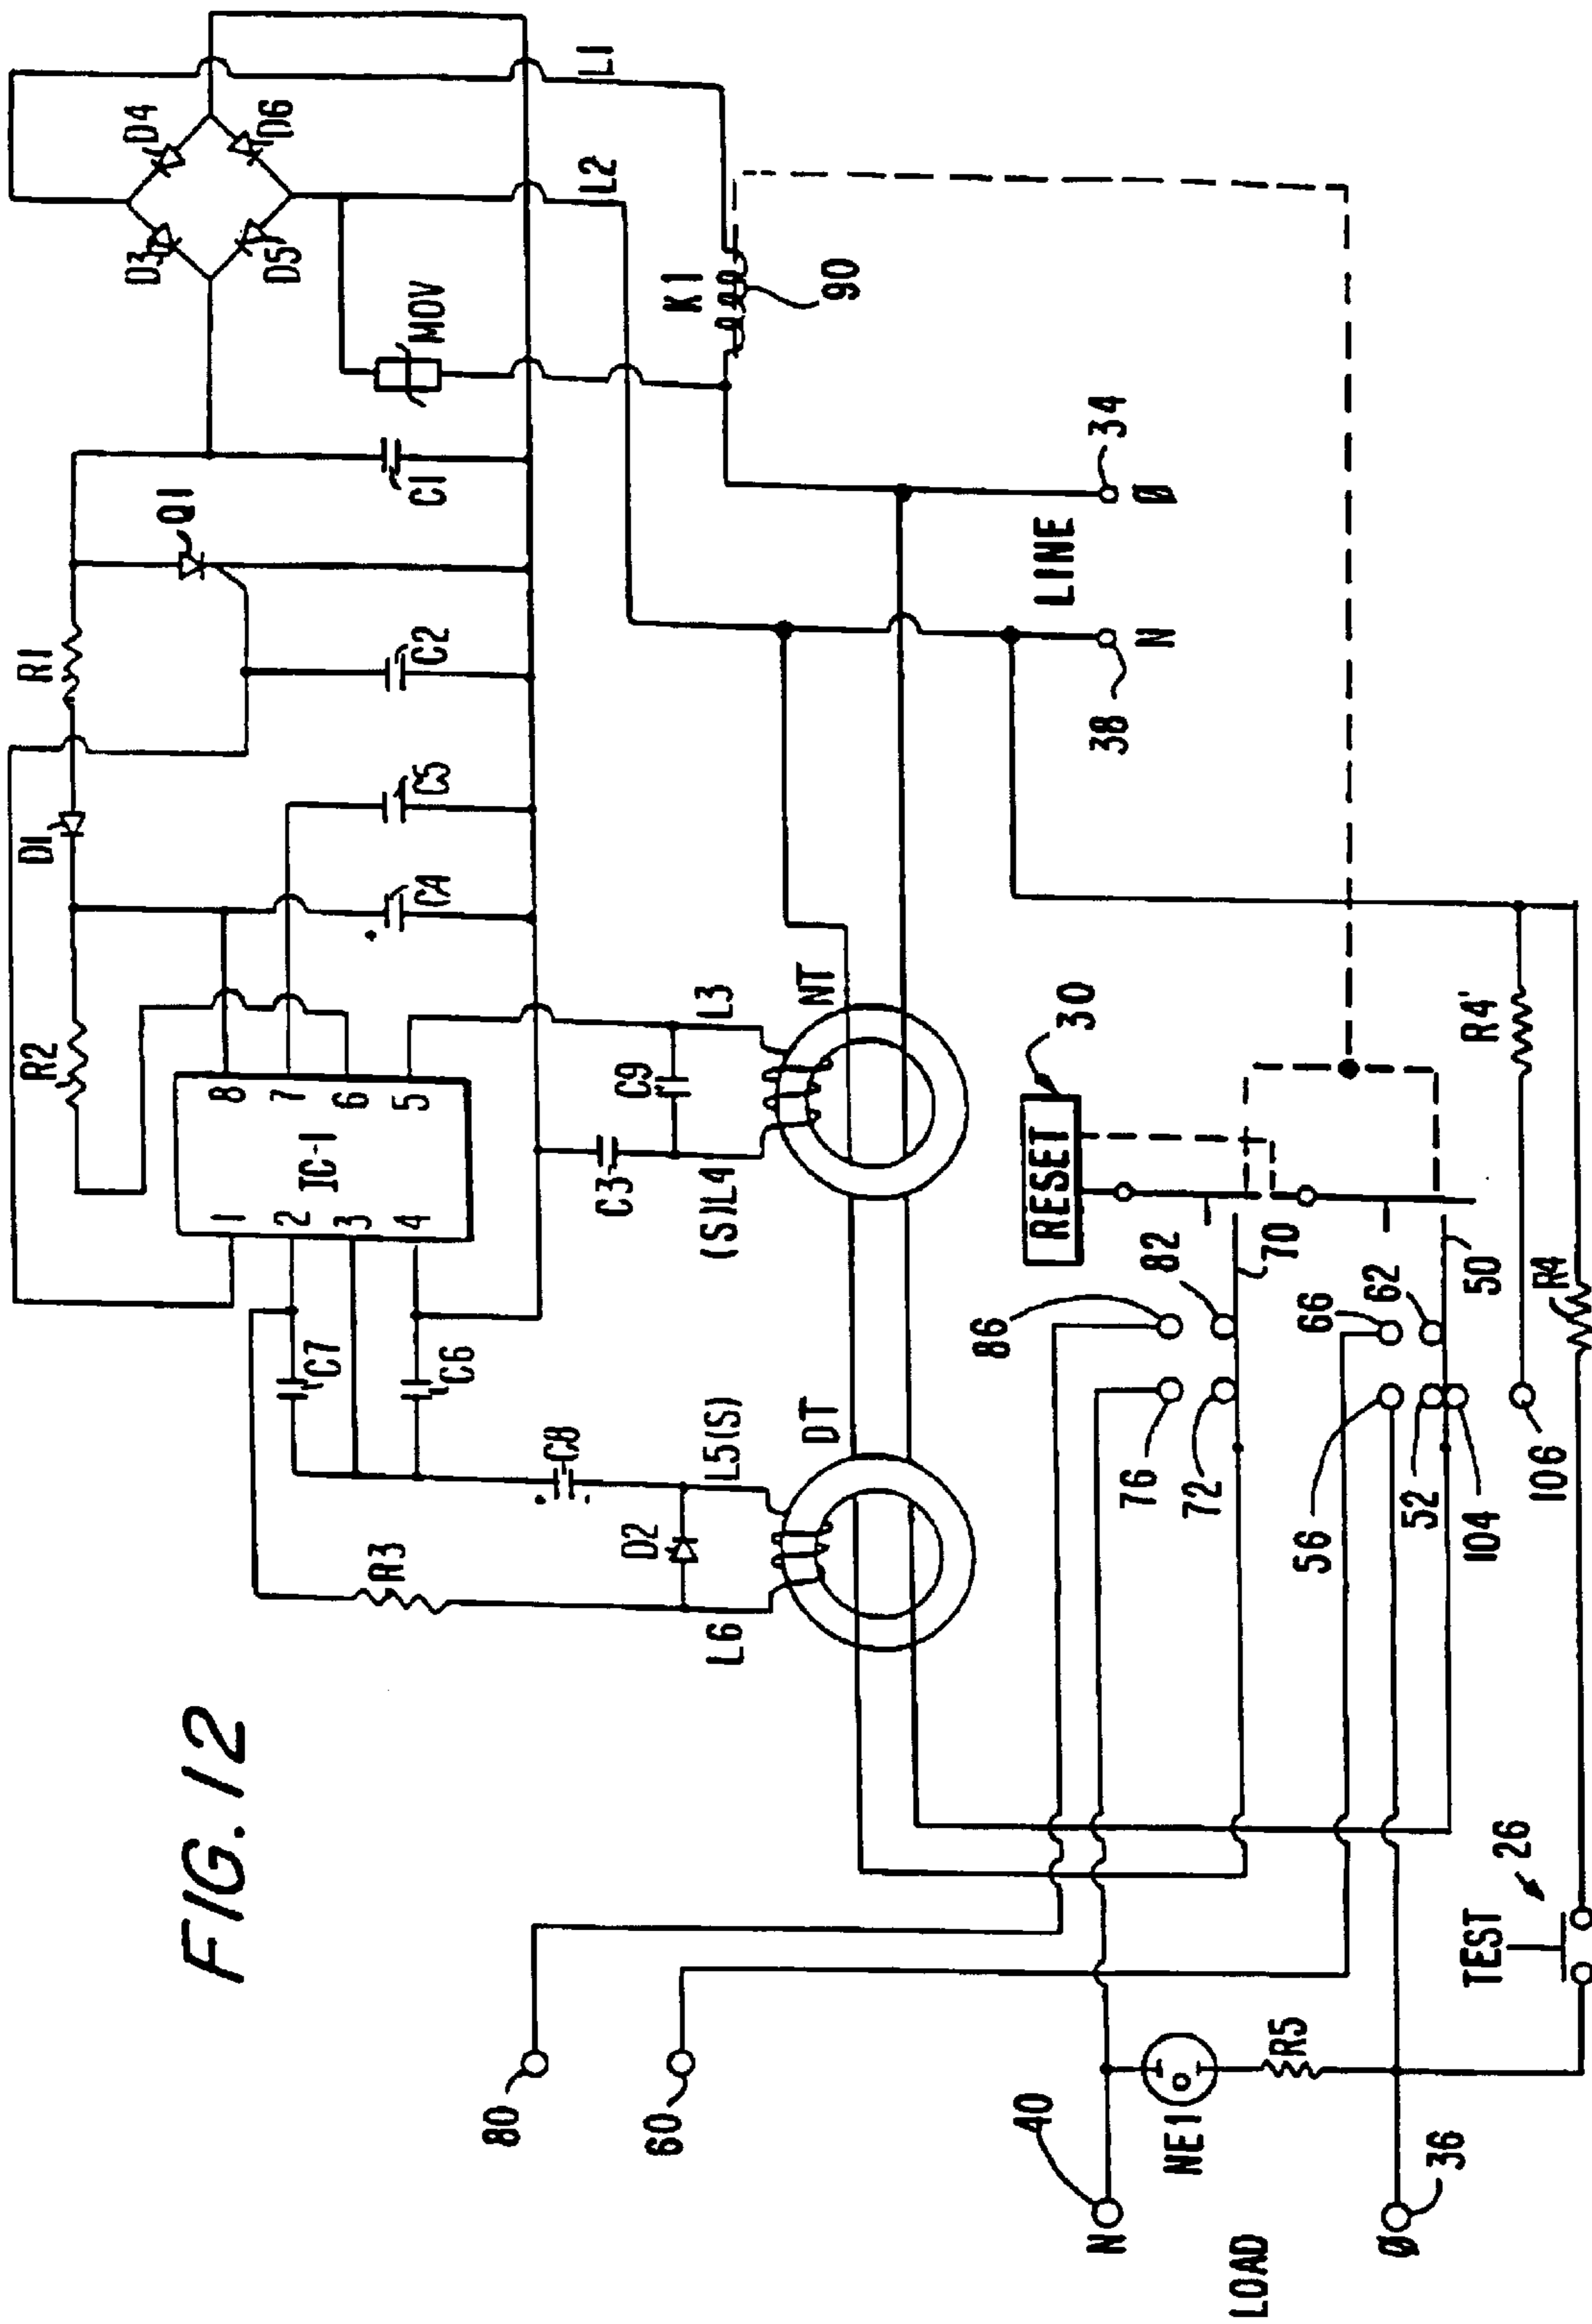 FIG. 12
D4
D6
D3
D5
L1
L2
MOV
K1
90
C1
Q1
R1
C2
D1
C5
C4
R2
IC-1
1
2
3
4
8
7
6
5
C7
C6
C8
R3
D2
L6
L5(S)
DT
C3
C9
(S)L4
L3
NT
34
Ø
LINE
N
38
RESET
30
86
82
76
72
70
66
62
56
52
104
50
106
R4'
R4
TEST
26
80
60
40
N
NE1
R5
LOAD
Ø
36